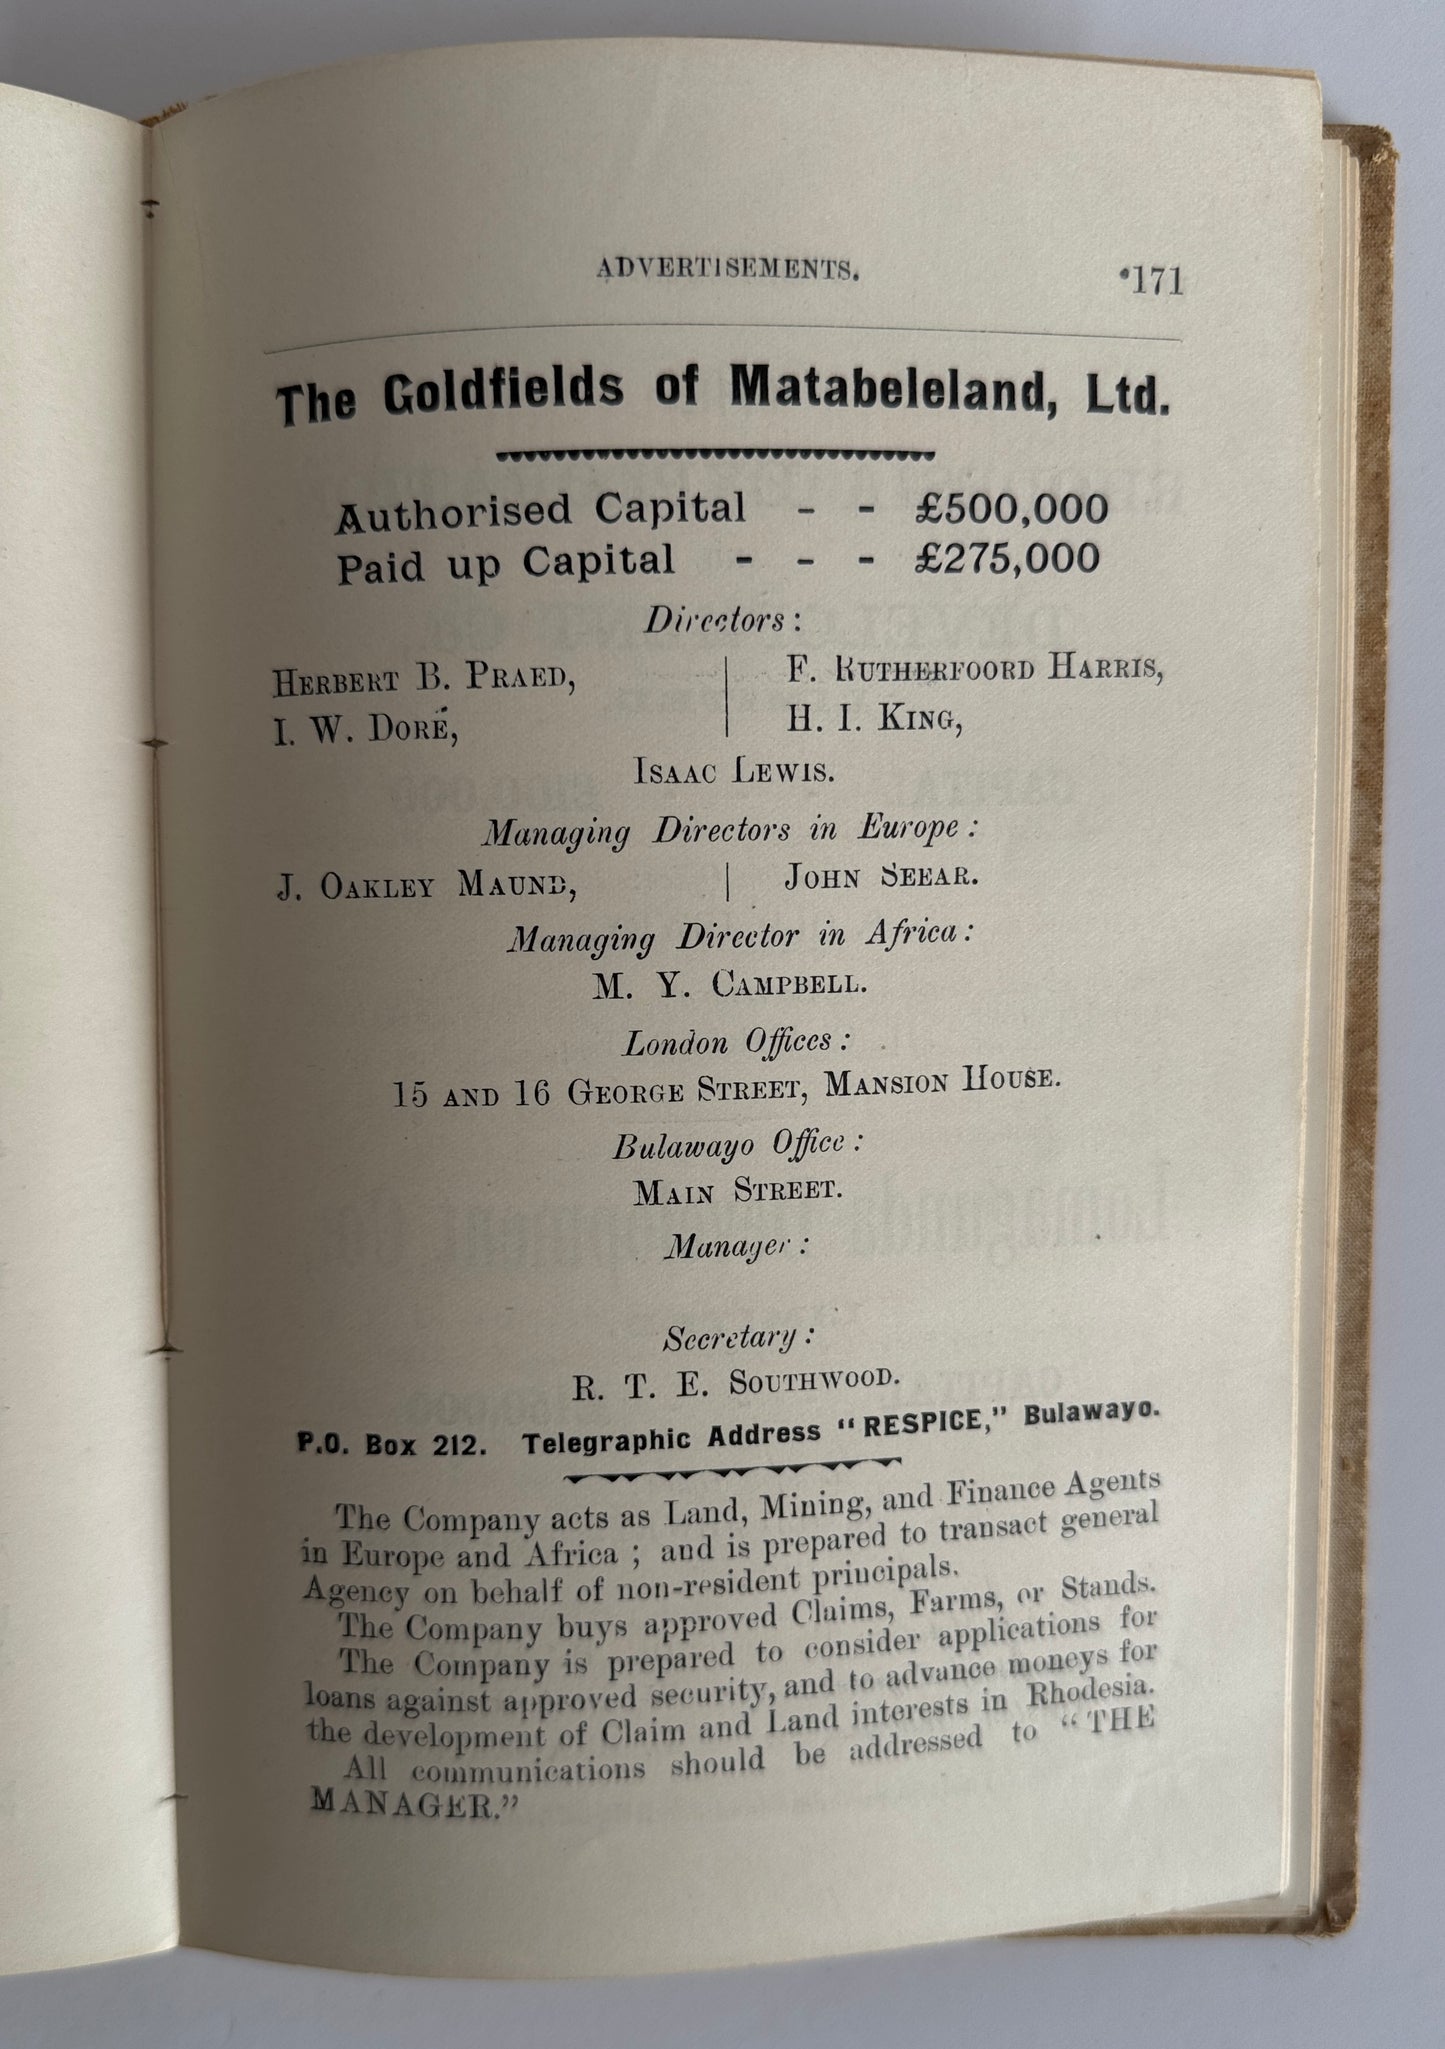 ADVERTISEMENTS.
171
The Goldfields of Matabeleland, Ltd.
Authorised Capital - - £500,000
Paid up Capital - - - £275,000
Directors:
HERBERT B. PRAED, | F. RUTHERFOORD HARRIS,
I. W. DORÉ, | H. I. KING,
ISAAC LEWIS.
Managing Directors in Europe:
J. OAKLEY MAUND, | JOHN SEEAR.
Managing Director in Africa:
M. Y. CAMPBELL.
London Offices:
15 AND 16 GEORGE STREET, MANSION HOUSE.
Bulawayo Office:
MAIN STREET.
Manager:
Secretary:
R. T. E. SOUTHWOOD.
P.O. Box 212. Telegraphic Address "RESPICE," Bulawayo.
The Company acts as Land, Mining, and Finance Agents
in Europe and Africa; and is prepared to transact general
Agency on behalf of non-resident principals.
The Company buys approved Claims, Farms, or Stands.
The Company is prepared to consider applications for
loans against approved security, and to advance moneys for
the development of Claim and Land interests in Rhodesia.
All communications should be addressed to "THE
MANAGER."